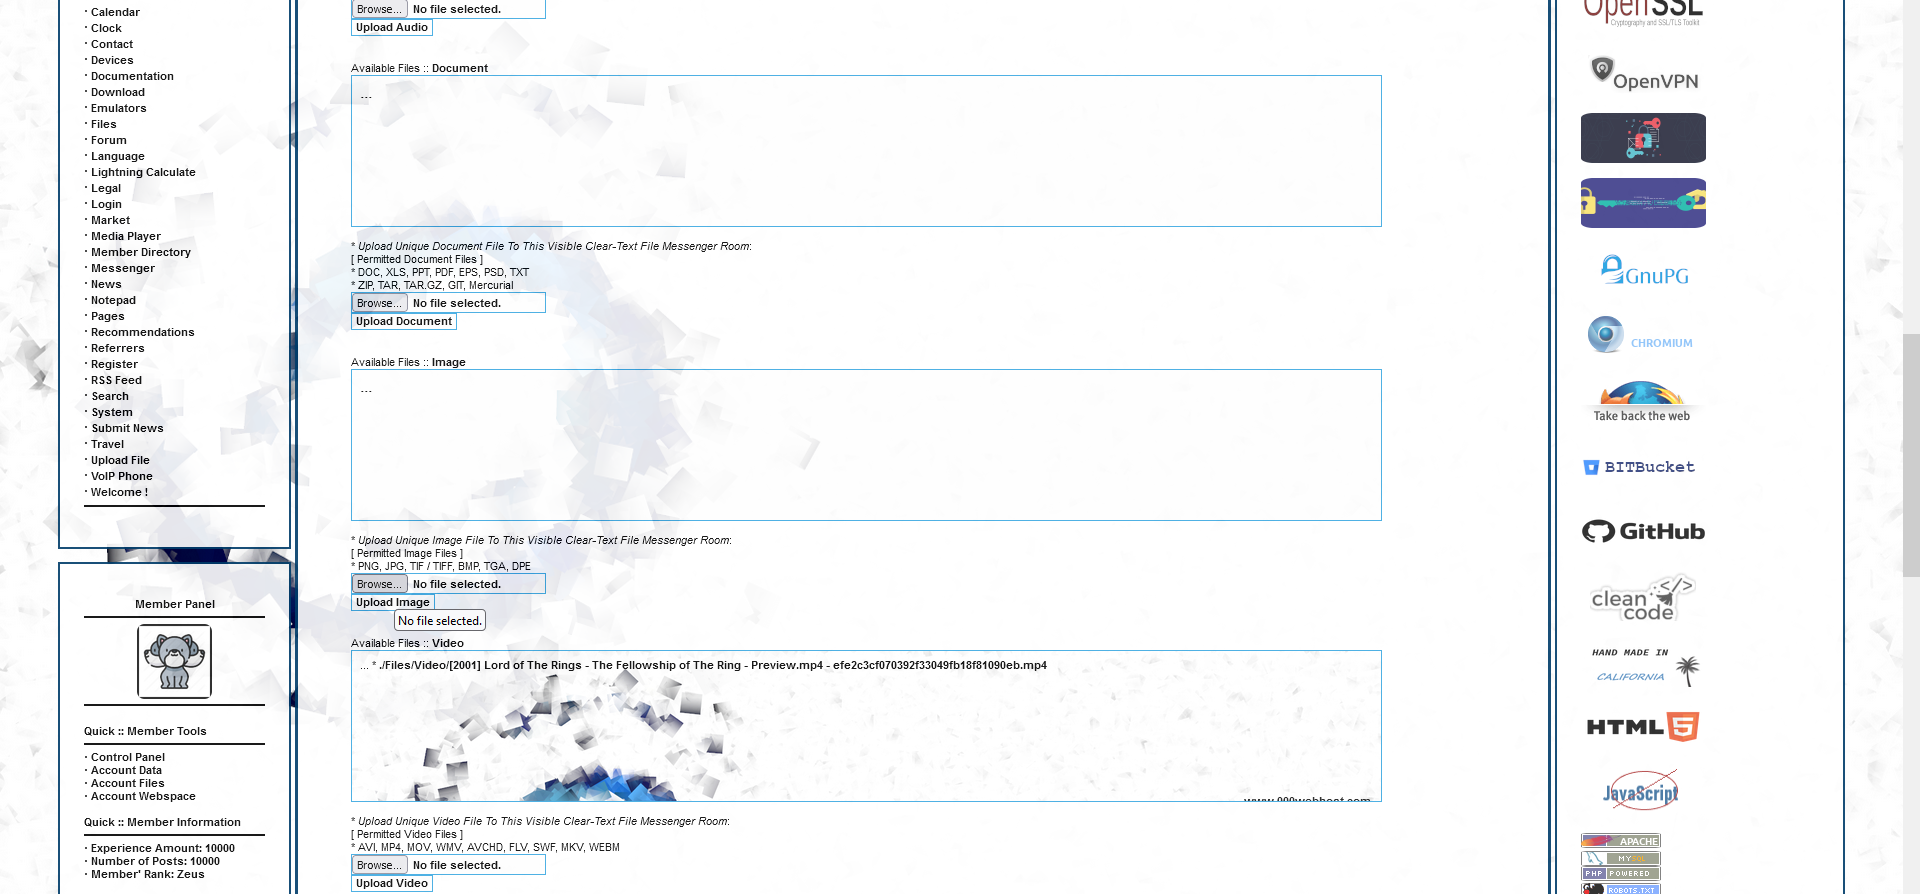 · Calendar
· Clock
· Contact
· Devices
· Documentation
· Download
· Emulators
· Files
· Forum
· Language
· Lightning Calculate
· Legal
· Login
· Market
· Media Player
· Member Directory
· Messenger
· News
· Notepad
· Pages
· Recommendations
· Referrers
· Register
· RSS Feed
· Search
· System
· Submit News
· Travel
· Upload File
· VoIP Phone
· Welcome !
Member Panel
Quick :: Member Tools
· Control Panel
· Account Data
· Account Files
· Account Webspace
Quick :: Member Information
· Experience Amount: 10000
· Number of Posts: 10000
· Member' Rank: Zeus
Browse... No file selected.
Upload Audio
Available Files :: Document
...
* Upload Unique Document File To This Visible Clear-Text File Messenger Room:
[ Permitted Document Files ]
* DOC, XLS, PPT, PDF, EPS, PSD, TXT
* ZIP, TAR, TAR.GZ, GIT, Mercurial
Browse... No file selected.
Upload Document
Available Files :: Image
...
* Upload Unique Image File To This Visible Clear-Text File Messenger Room:
[ Permitted Image Files ]
* PNG, JPG, TIF / TIFF, BMP, TGA, DPE
Browse... No file selected.
Upload Image
No file selected.
Available Files :: Video
... * ./Files/Video/[2001] Lord of The Rings - The Fellowship of The Ring - Preview.mp4 - efe2c3cf070392f33049fb18f81090eb.mp4
www.000webhost.com
* Upload Unique Video File To This Visible Clear-Text File Messenger Room:
[ Permitted Video Files ]
* AVI, MP4, MOV, WMV, AVCHD, FLV, SWF, MKV, WEBM
Browse... No file selected.
Upload Video
OpenSSL
Cryptography and SSL/TLS Toolkit
OpenVPN
GnuPG
CHROMIUM
Take back the web
BITBucket
GitHub
clean code
HAND MADE IN
CALIFORNIA
HTML 5
JavaScript
APACHE
MYSQL
PHP POWERED
ROBOTS.TXT